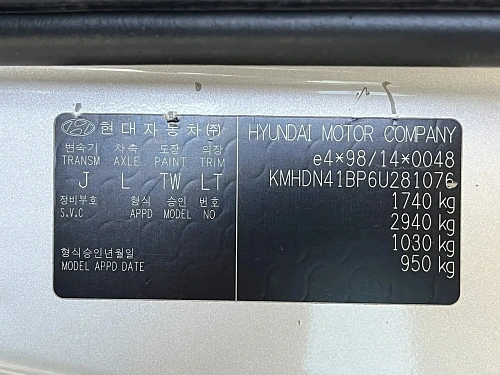 현대자동차㈜
변속기 차축 도장 의장
TRANSM AXLE PAINT TRIM
J L TW LT
정비부호 형식 승인 번호
S.V.C APPD MODEL NO
형식승인년월일
MODEL APPD DATE
HYUNDAI MOTOR COMPANY
e4*98/14*0048
KMHDN41BP6U281076
1740 kg
2940 kg
1030 kg
950 kg